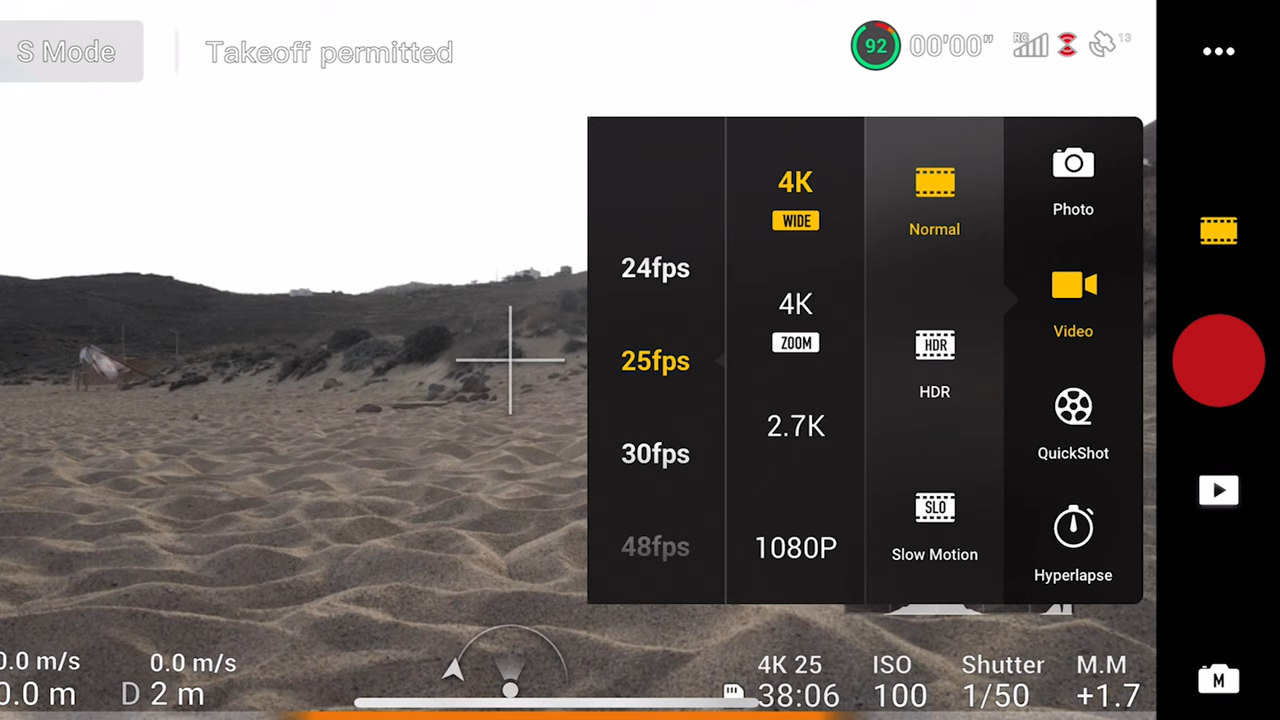 S Mode
Takeoff permitted
92
00'00"
RC
13
24fps
25fps
30fps
48fps
4K
WIDE
4K
ZOOM
2.7K
1080P
Normal
HDR
HDR
SLO
Slow Motion
Photo
Video
QuickShot
Hyperlapse
0.0 m/s
0.0 m/s
0.0 m
D 2 m
4K 25
38:06
ISO
100
Shutter
1/50
M.M
+1.7
M